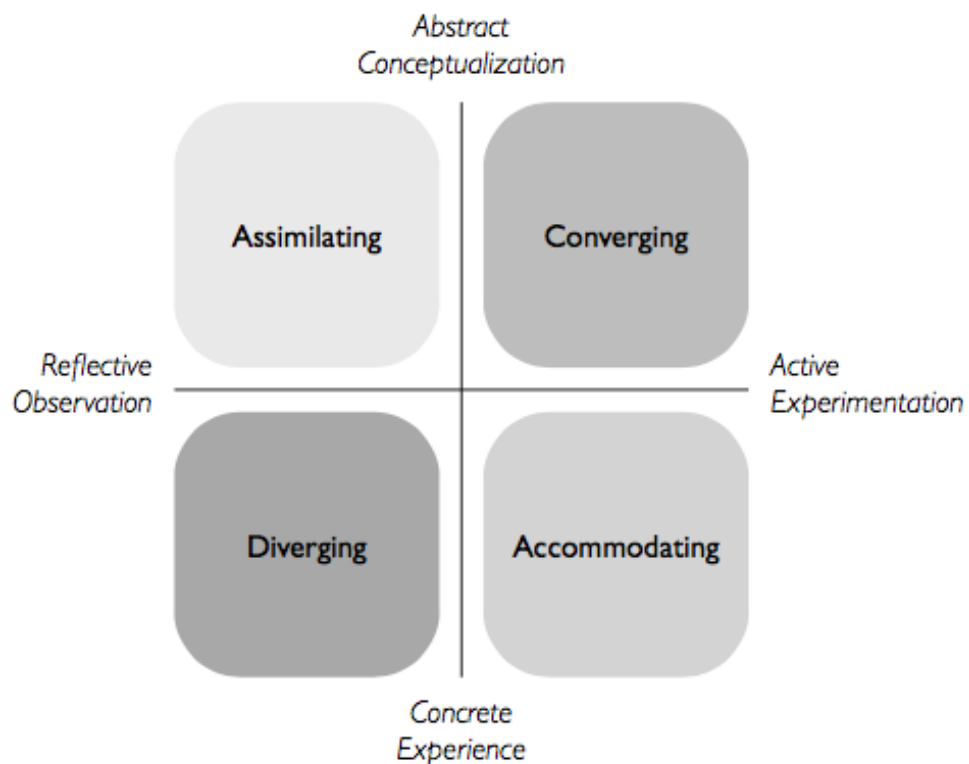 Abstract
Conceptualization
Assimilating
Converging
Reflective
Observation
Active
Experimentation
Diverging
Accommodating
Concrete
Experience